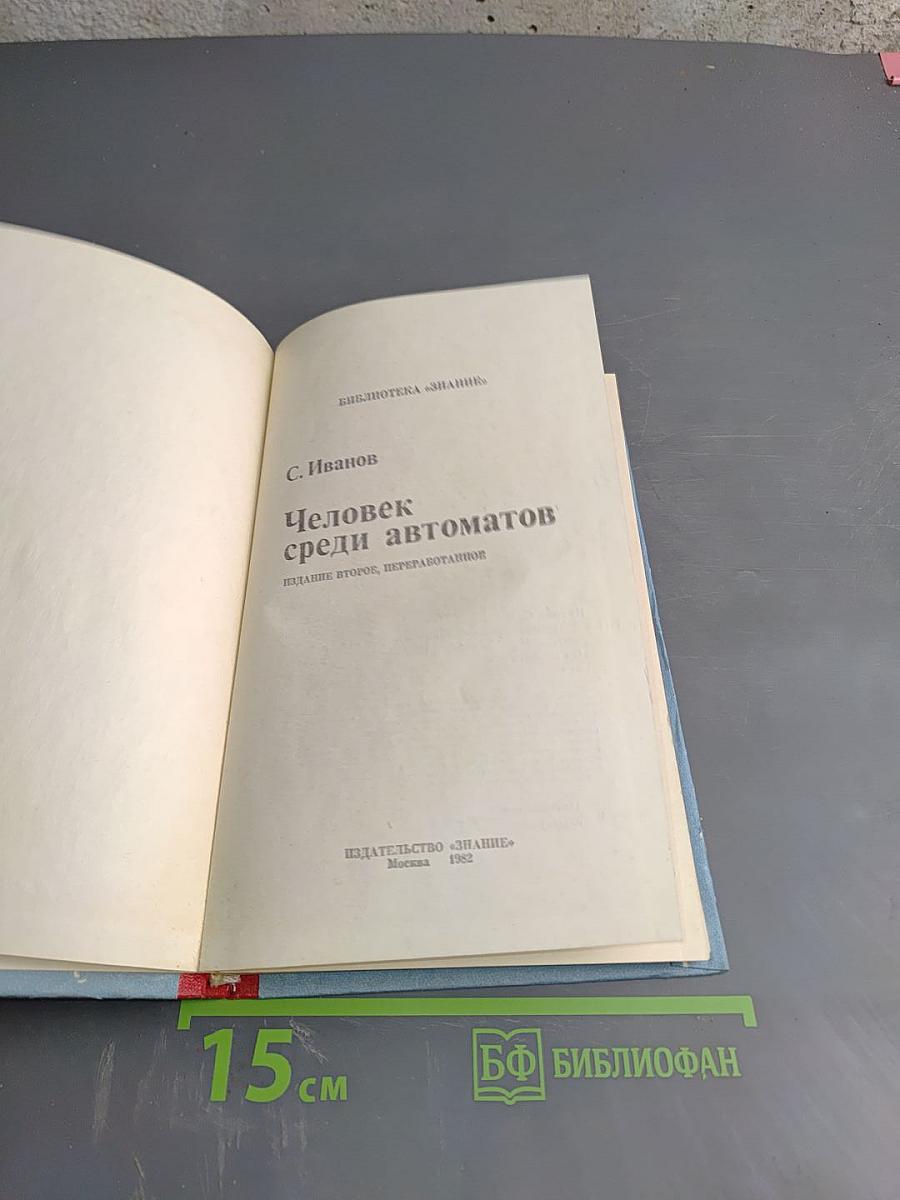 БИБЛИОТЕКА «ЗНАНИЕ»
С. Иванов
Человек
среди автоматов
ИЗДАНИЕ ВТОРОЕ, ПЕРЕРАБОТАННОЕ
ИЗДАТЕЛЬСТВО «ЗНАНИЕ»
Москва 1982
15 см
БФ БИБЛИОФАН